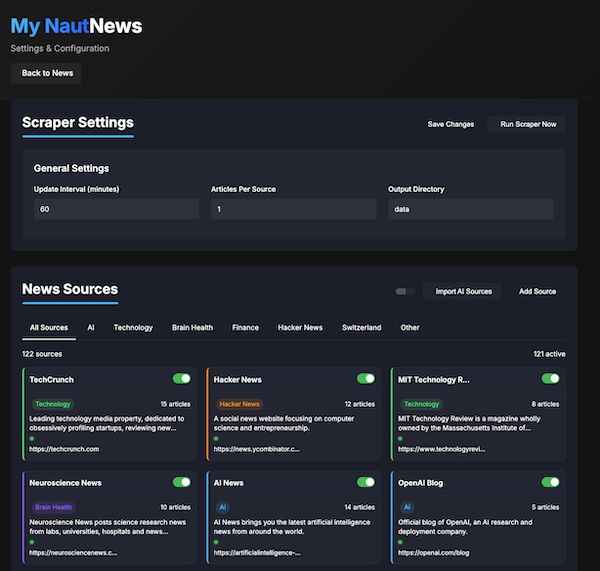 My NautNews
Settings & Configuration
Back to News
Scraper Settings
Save Changes
Run Scraper Now
General Settings
Update Interval (minutes)
Articles Per Source
Output Directory
60
1
data
News Sources
Import AI Sources
Add Source
All Sources
AI
Technology
Brain Health
Finance
Hacker News
Switzerland
Other
122 sources
121 active
TechCrunch
Technology
15 articles
Leading technology media property, dedicated to
obsessively profiling startups, reviewing new...
https://techcrunch.com
Hacker News
Hacker News
12 articles
A social news website focusing on computer
science and entrepreneurship.
https://news.ycombinator.c...
MIT Technology R...
Technology
8 articles
MIT Technology Review is a magazine wholly
owned by the Massachusetts Institute of...
https://www.technologyrevi...
Neuroscience News
Brain Health
10 articles
Neuroscience News posts science research news
from labs, universities, hospitals and news...
https://neurosciencenews.c...
AI News
AI
14 articles
AI News brings you the latest artificial intelligence
news from around the world.
https://artificialintelligence-...
OpenAI Blog
AI
5 articles
Official blog of OpenAI, an AI research and
deployment company.
https://openai.com/blog